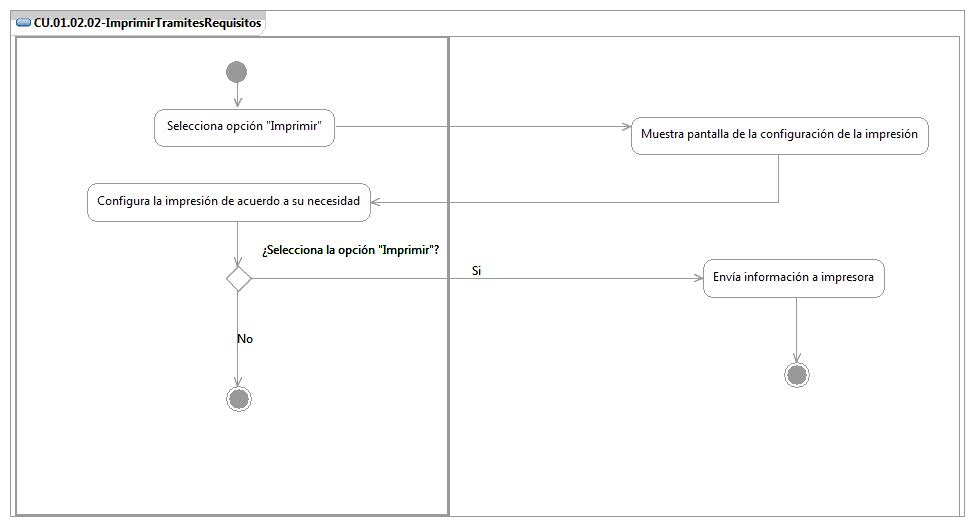 CU.01.02.02-ImprimirTramitesRequisitos
Selecciona opción "Imprimir"
Muestra pantalla de la configuración de la impresión
Configura la impresión de acuerdo a su necesidad
¿Selecciona la opción "Imprimir"?
Si
Envía información a impresora
No